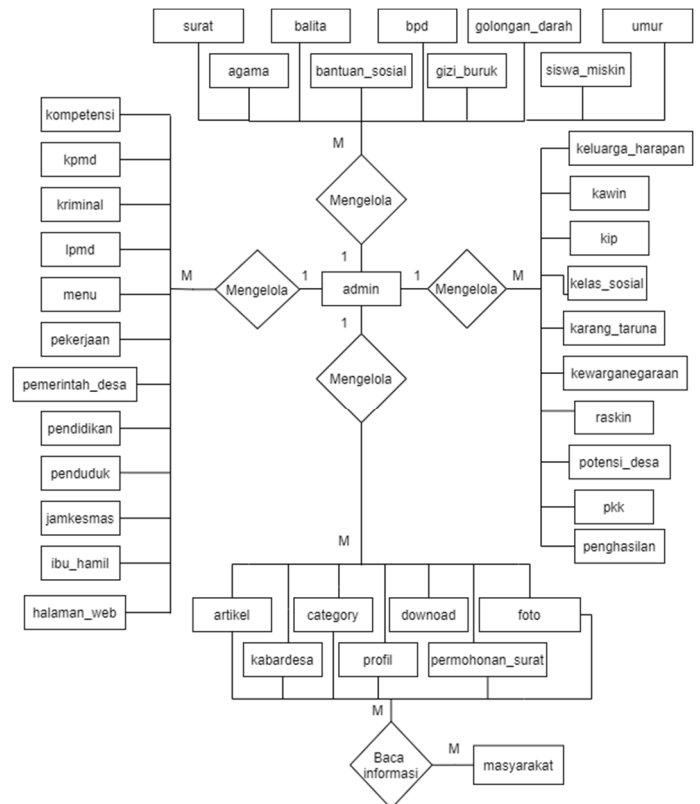 surat
balita
bpd
golongan_darah
umur
agama
bantuan_sosial
gizi_buruk
siswa_miskin
M
Mengelola
1
kompetensi
kpmd
kriminal
lpmd
menu
pekerjaan
pemerintah_desa
pendidikan
penduduk
jamkesmas
ibu_hamil
halaman_web
M
Mengelola
1
admin
1
Mengelola
M
keluarga_harapan
kawin
kip
kelas_sosial
karang_taruna
kewarganegaraan
raskin
potensi_desa
pkk
penghasilan
1
Mengelola
M
artikel
category
downoad
foto
kabardesa
profil
permohonan_surat
M
Baca
informasi
M
masyarakat